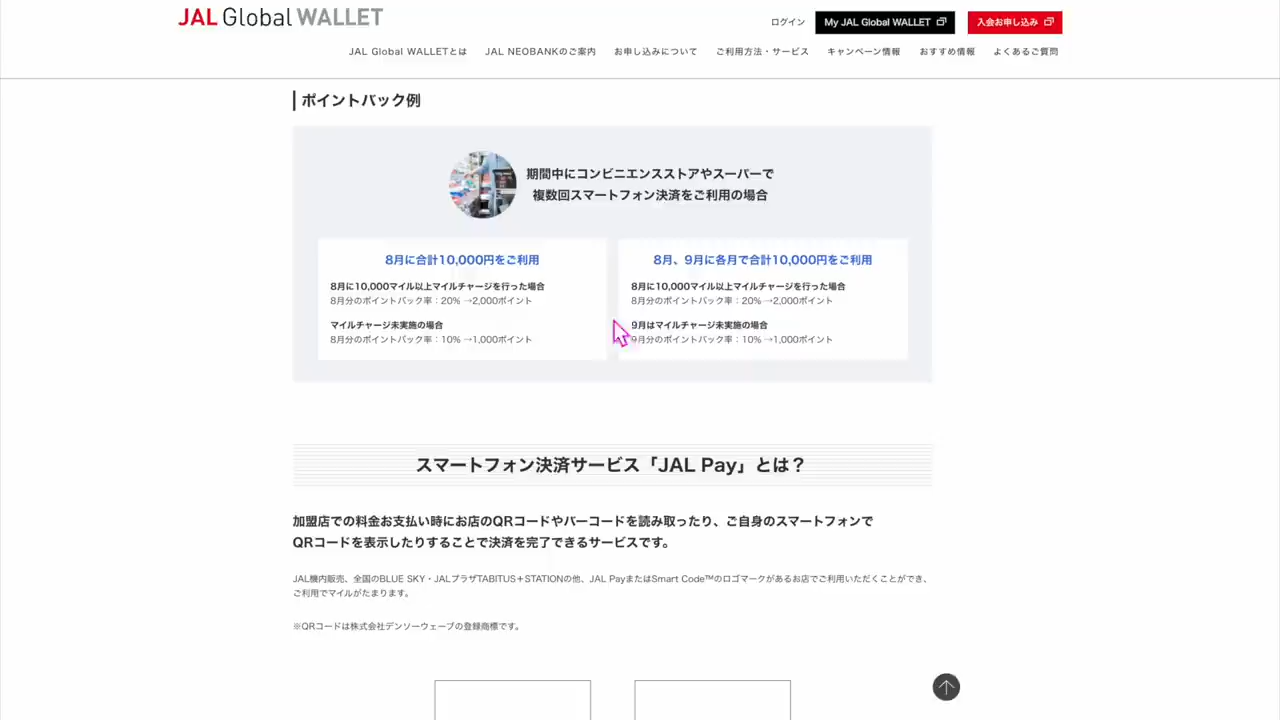 JAL Global WALLET
ログイン
My JAL Global WALLET
入会お申し込み
JAL Global WALLETとは
JAL NEOBANKのご案内
お申し込みについて
ご利用方法・サービス
キャンペーン情報
おすすめ情報
よくあるご質問
ポイントバック例
期間中にコンビニエンスストアやスーパーで
複数回スマートフォン決済をご利用の場合
8月に合計10,000円をご利用
8月に10,000マイル以上マイルチャージを行った場合
8月分のポイントバック率：20% →2,000ポイント
マイルチャージ未実施の場合
8月分のポイントバック率：10% →1,000ポイント
8月、9月に各月で合計10,000円をご利用
8月に10,000マイル以上マイルチャージを行った場合
8月分のポイントバック率：20% →2,000ポイント
9月はマイルチャージ未実施の場合
9月分のポイントバック率：10% →1,000ポイント
スマートフォン決済サービス「JAL Pay」とは？
加盟店での料金お支払い時にお店のQRコードやバーコードを読み取ったり、ご自身のスマートフォンで
QRコードを表示したりすることで決済を完了できるサービスです。
JAL機内販売、全国のBLUE SKY・JALプラザTABITUS＋STATIONの他、JAL PayまたはSmart Code™のロゴマークがあるお店でご利用いただくことができ、
ご利用でマイルがたまります。
※QRコードは株式会社デンソーウェーブの登録商標です。